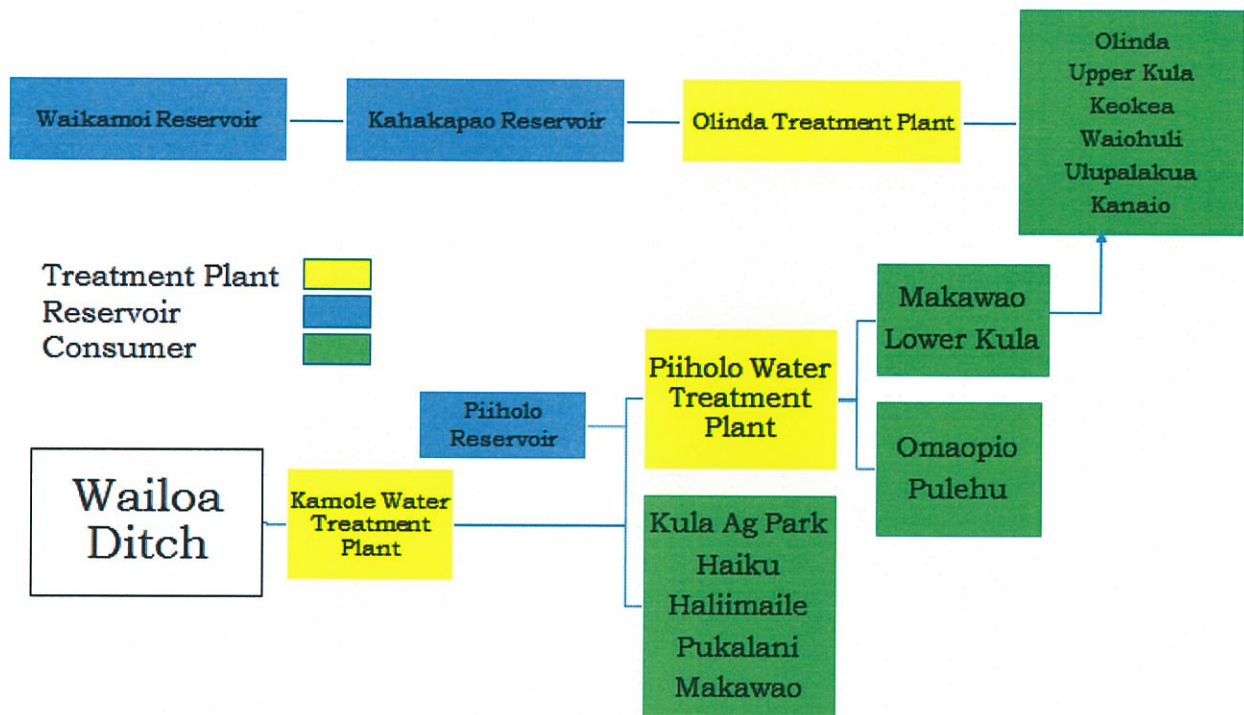 Waikamoi Reservoir
Kahakapao Reservoir
Olinda Treatment Plant
Olinda
Upper Kula
Keokea
Waiohuli
Ulupalakua
Kanaio
Treatment Plant
Reservoir
Consumer
Makawao
Lower Kula
Piiholo Water
Treatment
Plant
Piiholo
Reservoir
Omaopio
Pulehu
Wailoa
Ditch
Kamole Water
Treatment
Plant
Kula Ag Park
Haiku
Haliimaile
Pukalani
Makawao